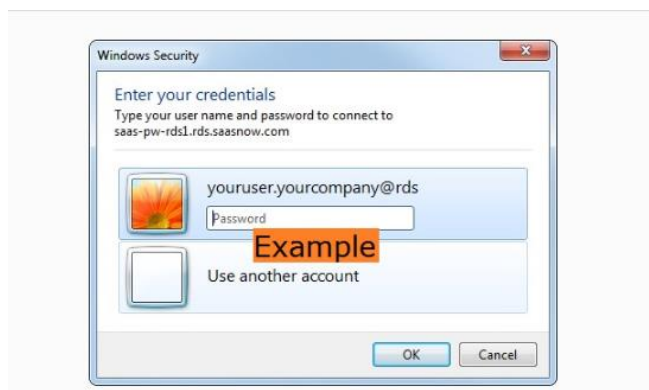 Windows Security
Enter your credentials
Type your user name and password to connect to
saas-pw-rds1.rds.saasnow.com
youruser.yourcompany@rds
Password
Example
Use another account
OK
Cancel